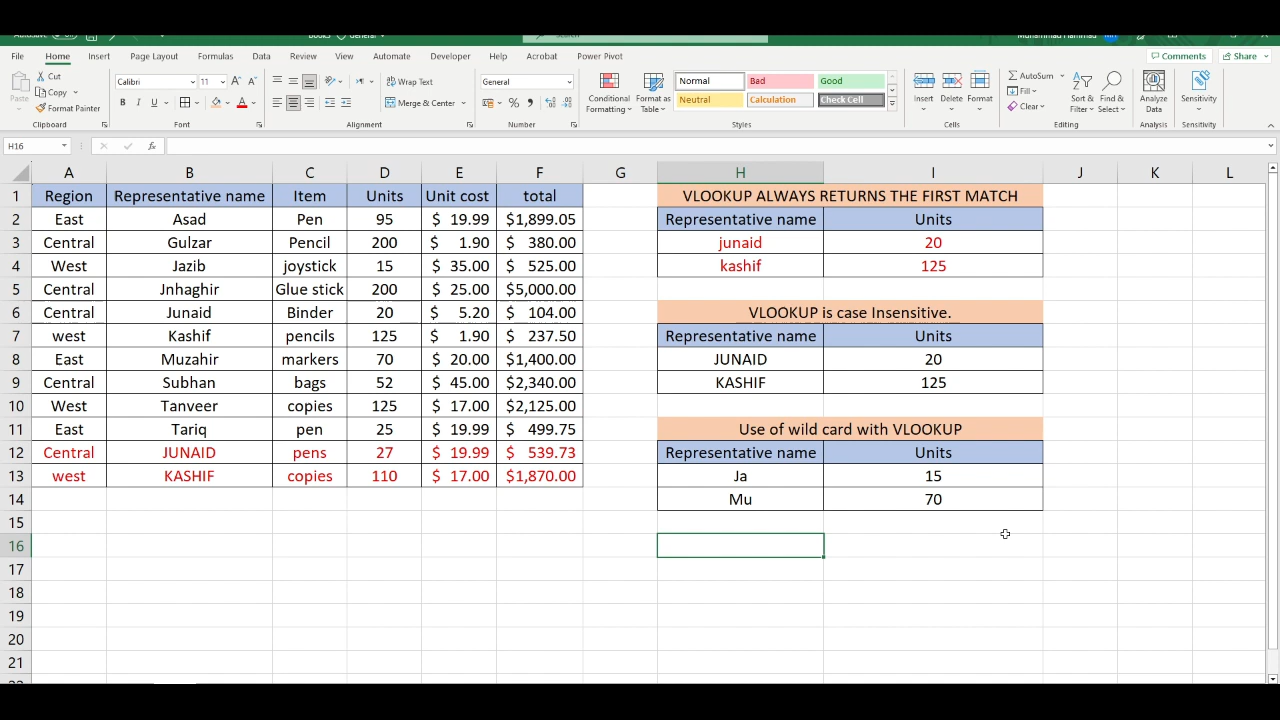 File Home Insert Page Layout Formulas Data Review View Automate Developer Help Acrobat Power Pivot Comments Share
Cut
Copy
Format Painter
Paste
Clipboard
Calibri 11
B I U
Font
Wrap Text
Merge & Center
Alignment
General
$ %
Number
Conditional Formatting
Format as Table
Normal Bad Good
Neutral Calculation Check Cell
Styles
Insert Delete Format
Cells
AutoSum
Fill
Clear
Sort & Filter
Find & Select
Editing
Analyze Data
Analysis
Sensitivity
Sensitivity
H16 fx
A B C D E F G H I J K L
1 Region Representative name Item Units Unit cost total VLOOKUP ALWAYS RETURNS THE FIRST MATCH
2 East Asad Pen 95 $ 19.99 $1,899.05 Representative name Units
3 Central Gulzar Pencil 200 $ 1.90 $ 380.00 junaid 20
4 West Jazib joystick 15 $ 35.00 $ 525.00 kashif 125
5 Central Jnhaghir Glue stick 200 $ 25.00 $5,000.00
6 Central Junaid Binder 20 $ 5.20 $ 104.00 VLOOKUP is case Insensitive.
7 west Kashif pencils 125 $ 1.90 $ 237.50 Representative name Units
8 East Muzahir markers 70 $ 20.00 $1,400.00 JUNAID 20
9 Central Subhan bags 52 $ 45.00 $2,340.00 KASHIF 125
10 West Tanveer copies 125 $ 17.00 $2,125.00
11 East Tariq pen 25 $ 19.99 $ 499.75 Use of wild card with VLOOKUP
12 Central JUNAID pens 27 $ 19.99 $ 539.73 Representative name Units
13 west KASHIF copies 110 $ 17.00 $1,870.00 Ja 15
14 Mu 70
15
16
17
18
19
20
21